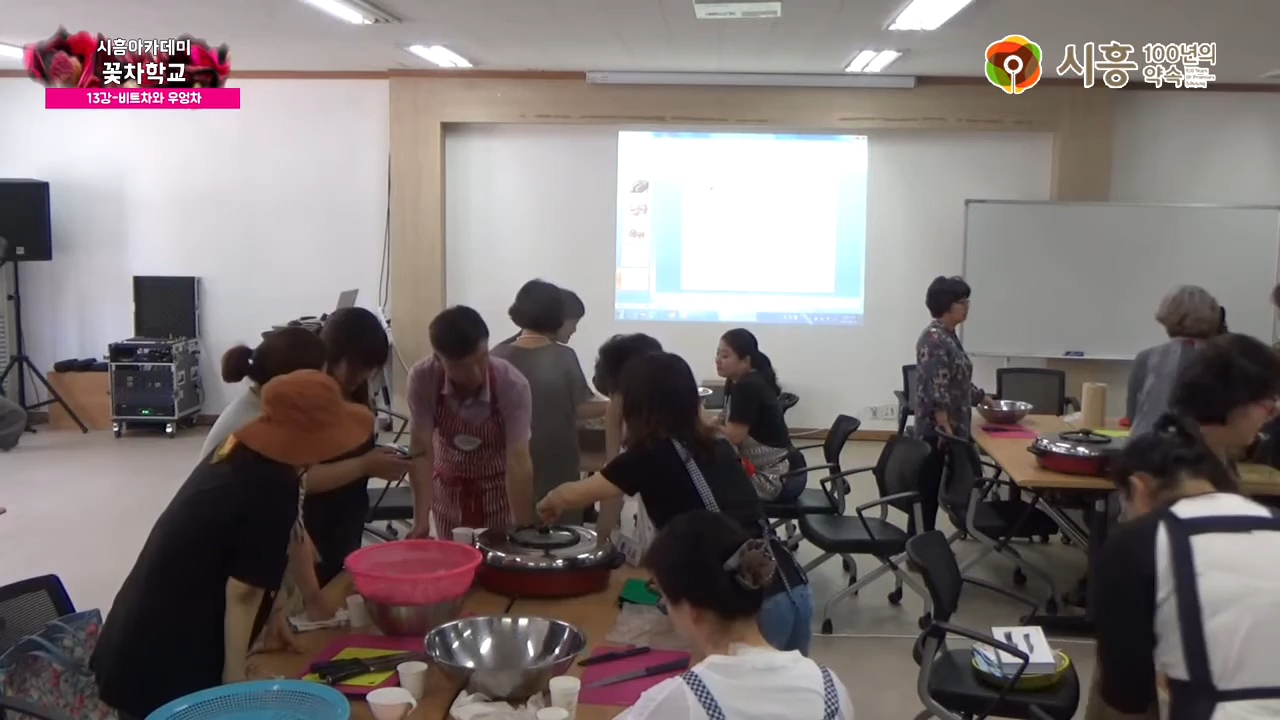 시흥아카데미
꽃차학교
13강-비트차와 우엉차
시흥 100년의
약속